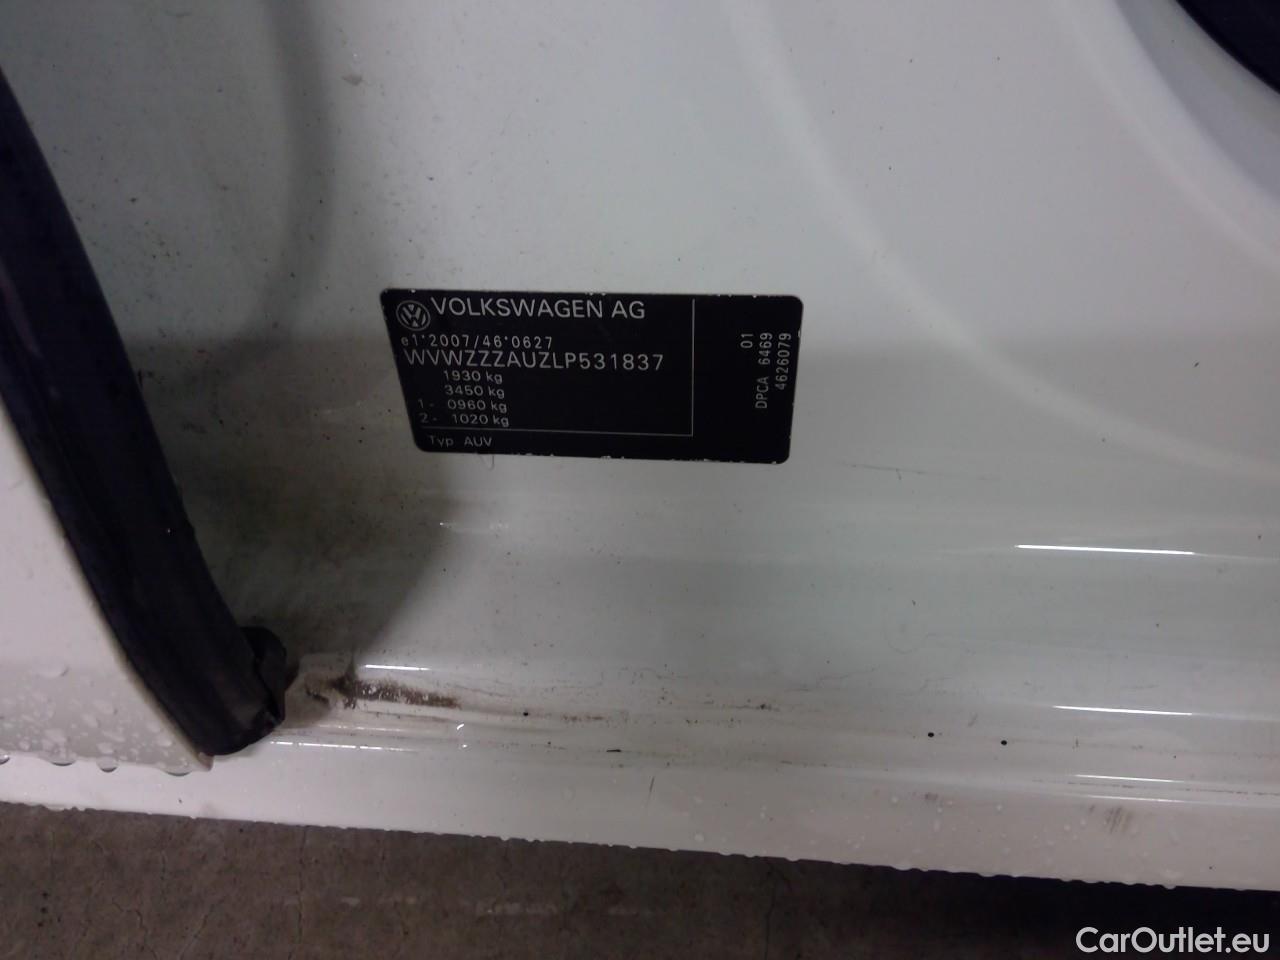 VOLKSWAGEN AG
e1*2007/46*0627
WVWZZZAUZLP531837
1930 kg
3450 kg
1- 0960 kg
2- 1020 kg
Typ AUV
01
DPCA 6469
4626079
CarOutlet.eu